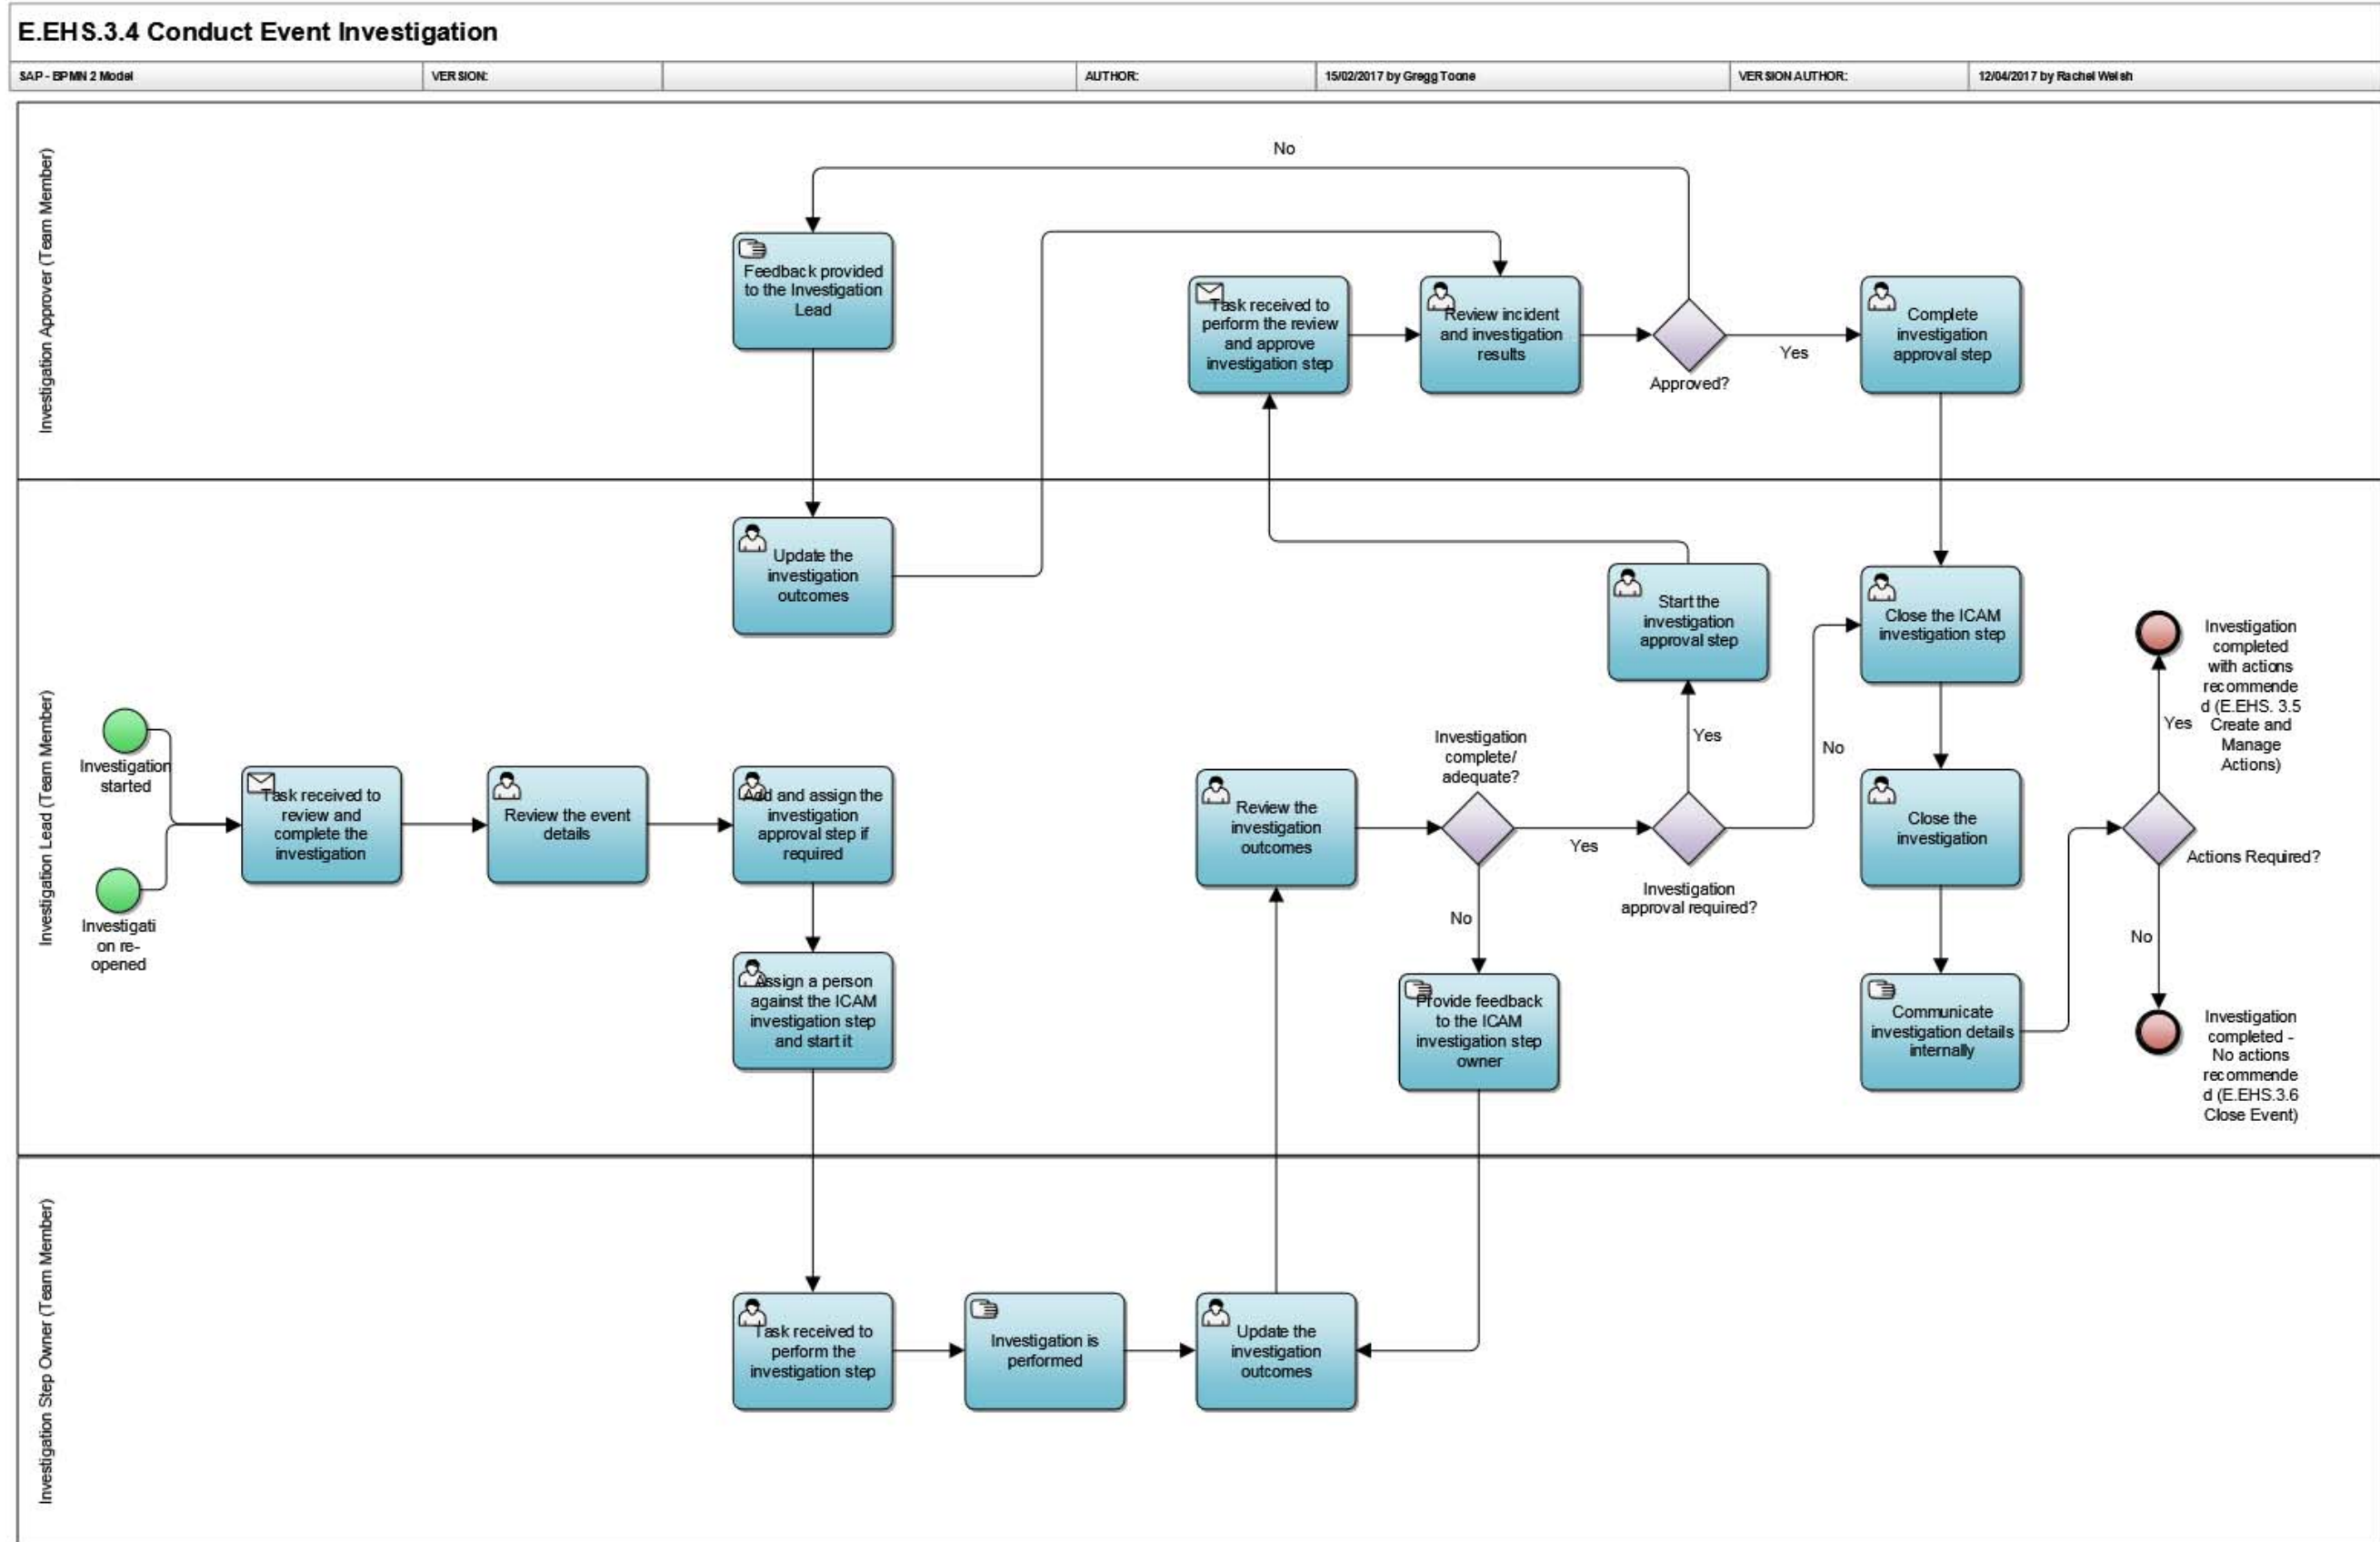 E.EHS.3.4 Conduct Event Investigation
SAP - BPMN 2 Model
VERSION:
AUTHOR:
15/02/2017 by Gregg Toone
VERSION AUTHOR:
12/04/2017 by Rachel Welsh
Investigation Approver (Team Member)
No
Feedback provided
to the Investigation
Lead
Task received to
perform the review
and approve
investigation step
Review incident
and investigation
results
Approved?
Yes
Complete
investigation
approval step
Investigation Lead (Team Member)
Update the
investigation
outcomes
Start the
investigation
approval step
Close the ICAM
investigation step
Investigation
completed
with actions
recommende
d (E.EHS. 3.5
Create and
Manage
Actions)
Yes
Investigation
started
Investigati
on re-
opened
Task received to
review and
complete the
investigation
Review the event
details
Add and assign the
investigation
approval step if
required
Assign a person
against the ICAM
investigation step
and start it
Review the
investigation
outcomes
Investigation
complete/
adequate?
Yes
No
Provide feedback
to the ICAM
investigation step
owner
Investigation
approval required?
Yes
No
Close the
investigation
Communicate
investigation details
internally
Actions Required?
No
Investigation
completed -
No actions
recommende
d (E.EHS.3.6
Close Event)
Investigation Step Owner (Team Member)
Task received to
perform the
investigation step
Investigation is
performed
Update the
investigation
outcomes